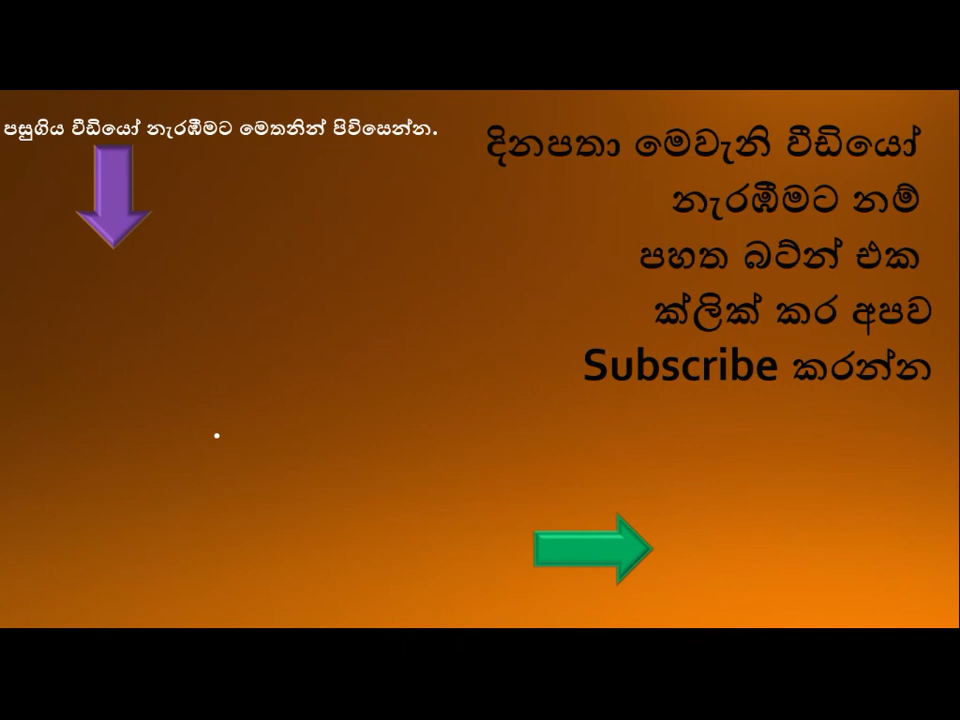 පසුගිය වීඩියෝ නැරඹීමට මෙතනින් පිවිසෙන්න.
දිනපතා මෙවැනි වීඩියෝ
නැරඹීමට නම්
පහත බටන් එක
ක්ලික් කර අපව
Subscribe කරන්න